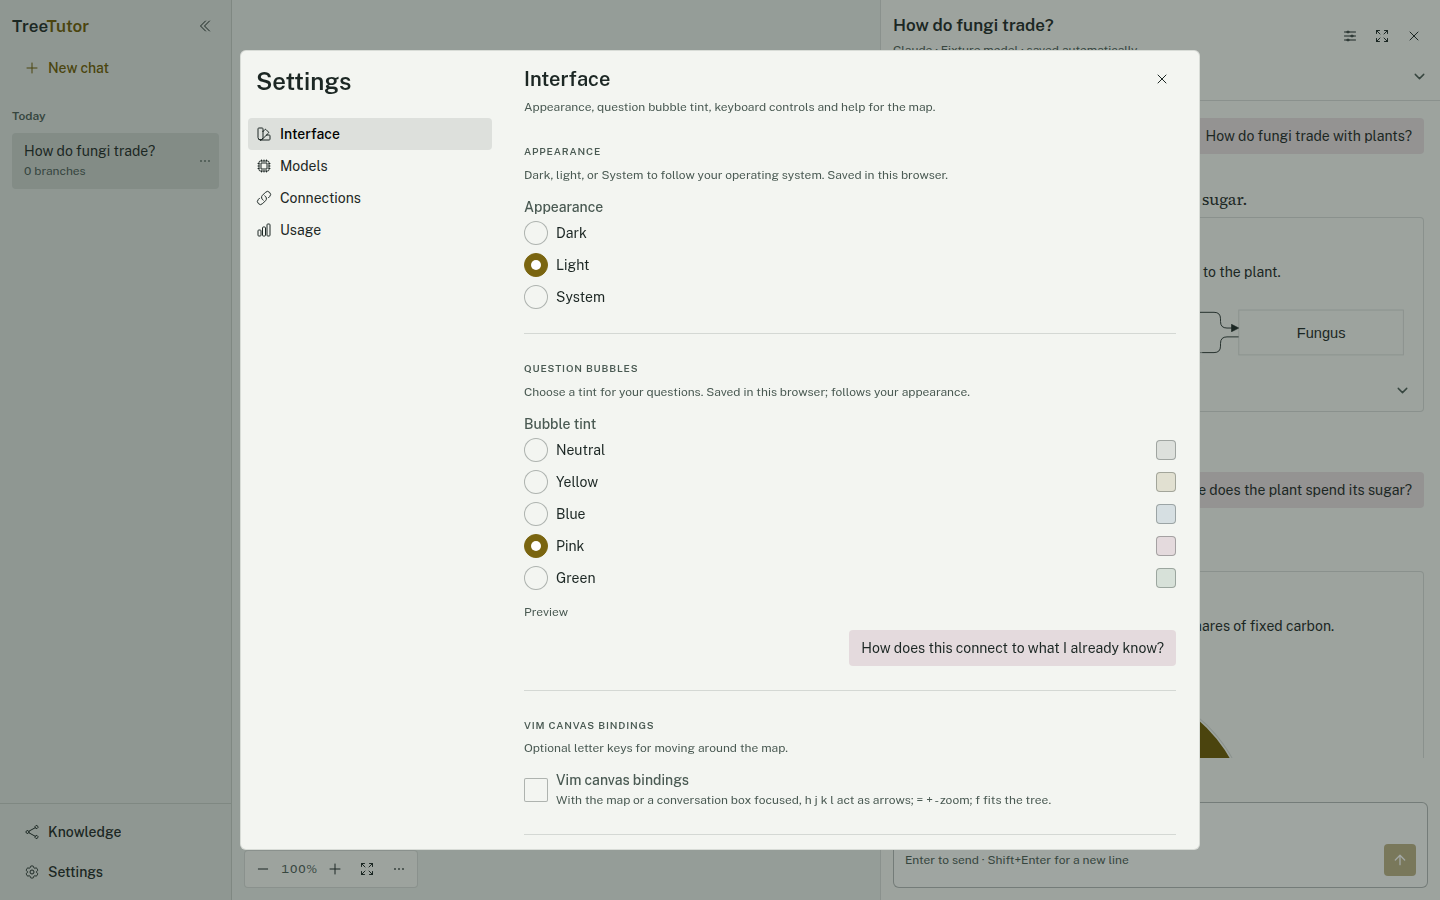 TreeTutor
New chat
Today
How do fungi trade?
0 branches
Knowledge
Settings
Settings
Interface
Models
Connections
Usage
Interface
Appearance, question bubble tint, keyboard controls and help for the map.
APPEARANCE
Dark, light, or System to follow your operating system. Saved in this browser.
Appearance
Dark
Light
System
QUESTION BUBBLES
Choose a tint for your questions. Saved in this browser; follows your appearance.
Bubble tint
Neutral
Yellow
Blue
Pink
Green
Preview
How does this connect to what I already know?
VIM CANVAS BINDINGS
Optional letter keys for moving around the map.
Vim canvas bindings
With the map or a conversation box focused, h j k l act as arrows; = + - zoom; f fits the tree.
100%
How do fungi trade?
Claude · Fixture model · saved automatically
How do fungi trade with plants?
sugar.
to the plant.
Fungus
does the plant spend its sugar?
of fixed carbon.
Enter to send · Shift+Enter for a new line